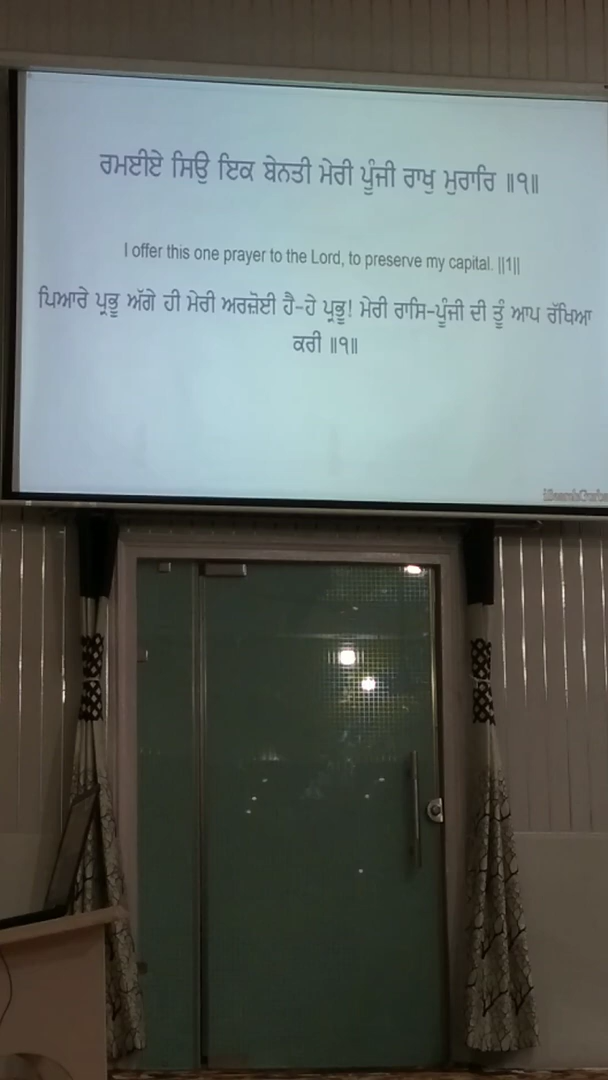 ਰਮਈਏ ਸਿਉ ਇਕ ਬੇਨਤੀ ਮੇਰੀ ਪੂੰਜੀ ਰਾਖੁ ਮੁਰਾਰਿ ॥੧॥
I offer this one prayer to the Lord, to preserve my capital. ||1||
ਪਿਆਰੇ ਪ੍ਰਭੂ ਅੱਗੇ ਹੀ ਮੇਰੀ ਅਰਜ਼ੋਈ ਹੈ-ਹੇ ਪ੍ਰਭੂ! ਮੇਰੀ ਰਾਸਿ-ਪੂੰਜੀ ਦੀ ਤੂੰ ਆਪ ਰੱਖਿਆ
ਕਰੀਂ ॥੧॥